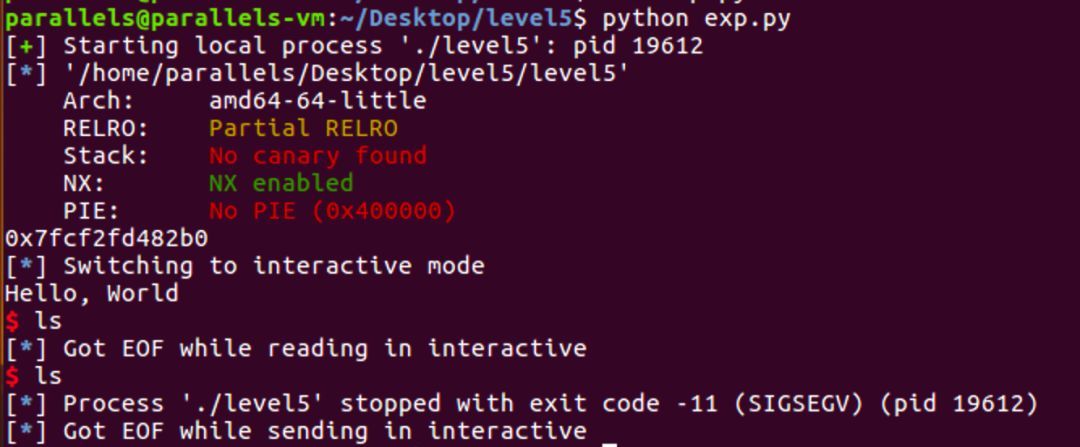 parallels@parallels-vm:~/Desktop/level5$ python exp.py
[+] Starting local process './level5': pid 19612
[*] '/home/parallels/Desktop/level5/level5'
    Arch:     amd64-64-little
    RELRO:    Partial RELRO
    Stack:    No canary found
    NX:       NX enabled
    PIE:      No PIE (0x400000)
0x7fcf2fd482b0
[*] Switching to interactive mode
Hello, World
$ ls
[*] Got EOF while reading in interactive
$ ls
[*] Process './level5' stopped with exit code -11 (SIGSEGV) (pid 19612)
[*] Got EOF while sending in interactive